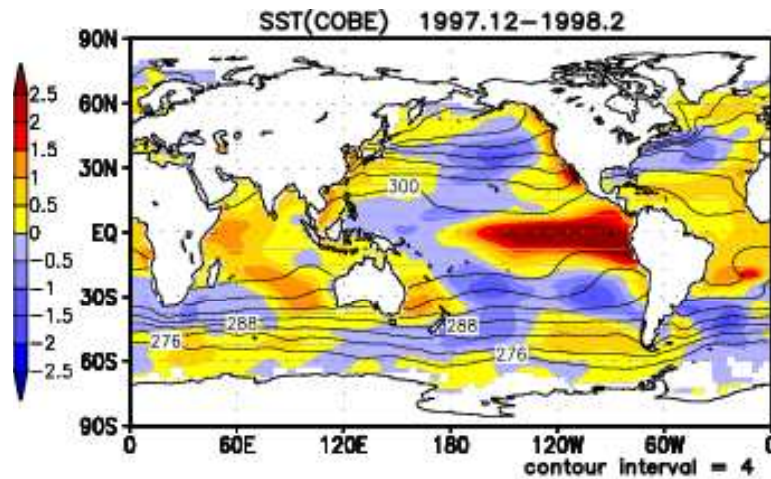 SST(COBE) 1997.12-1998.2
90N
60N
30N
EQ
30S
60S
90S
2.5
2
1.5
1
0.5
0
-0.5
-1
-1.5
-2
-2.5
300
288
288
276
276
0 60E 120E 180 120W 60W 0
contour interval = 4